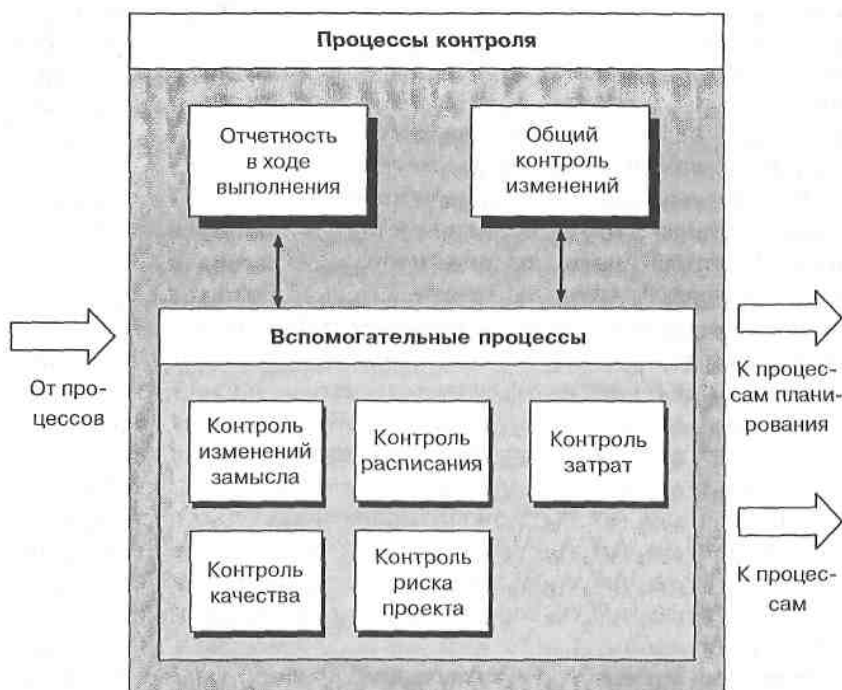 Процессы контроля
Отчетность
в ходе
выполнения
Общий
контроль
изменений
Вспомогательные процессы
От про-
цессов
Контроль
изменений
замысла
Контроль
расписания
Контроль
затрат
Контроль
качества
Контроль
риска
проекта
К процес-
сам плани-
рования
К процес-
сам